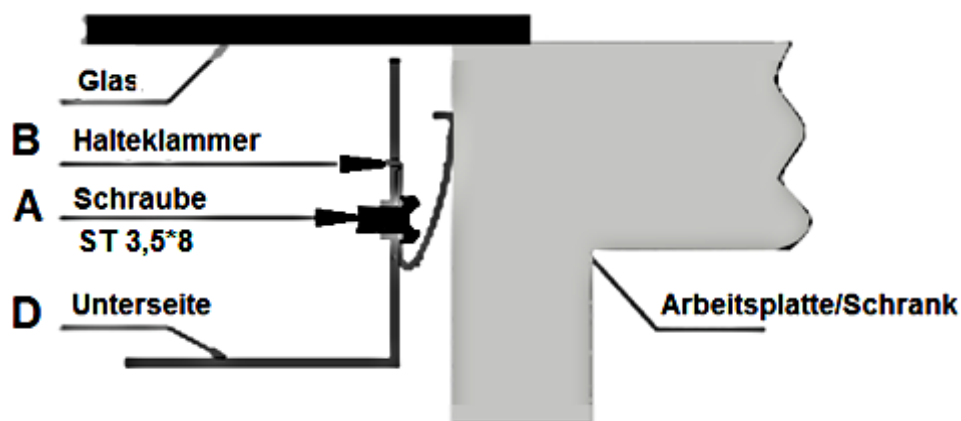 Glas
B Halteklammer
A Schraube
ST 3,5*8
D Unterseite
Arbeitsplatte/Schrank